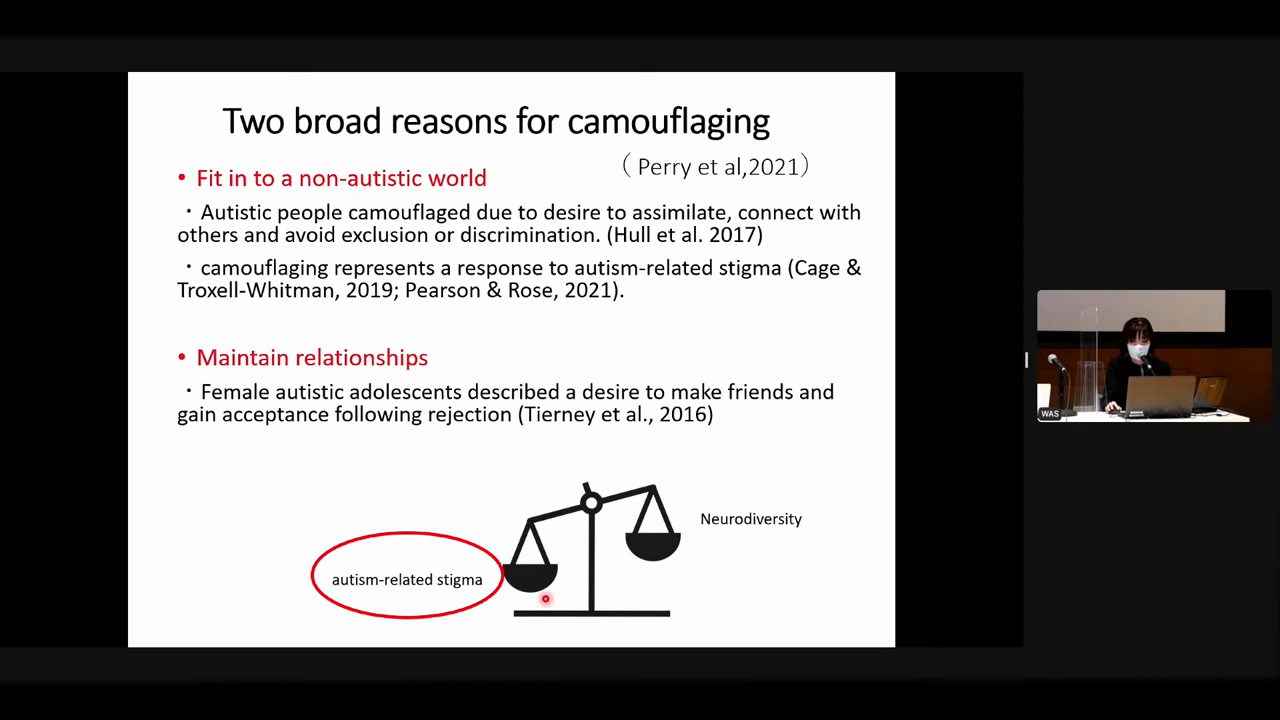 Two broad reasons for camouflaging
（Perry et al,2021）
• Fit in to a non-autistic world
・Autistic people camouflaged due to desire to assimilate, connect with
others and avoid exclusion or discrimination. (Hull et al. 2017)
・camouflaging represents a response to autism-related stigma (Cage &
Troxell-Whitman, 2019; Pearson & Rose, 2021).
• Maintain relationships
・Female autistic adolescents described a desire to make friends and
gain acceptance following rejection (Tierney et al., 2016)
Neurodiversity
autism-related stigma
WAS